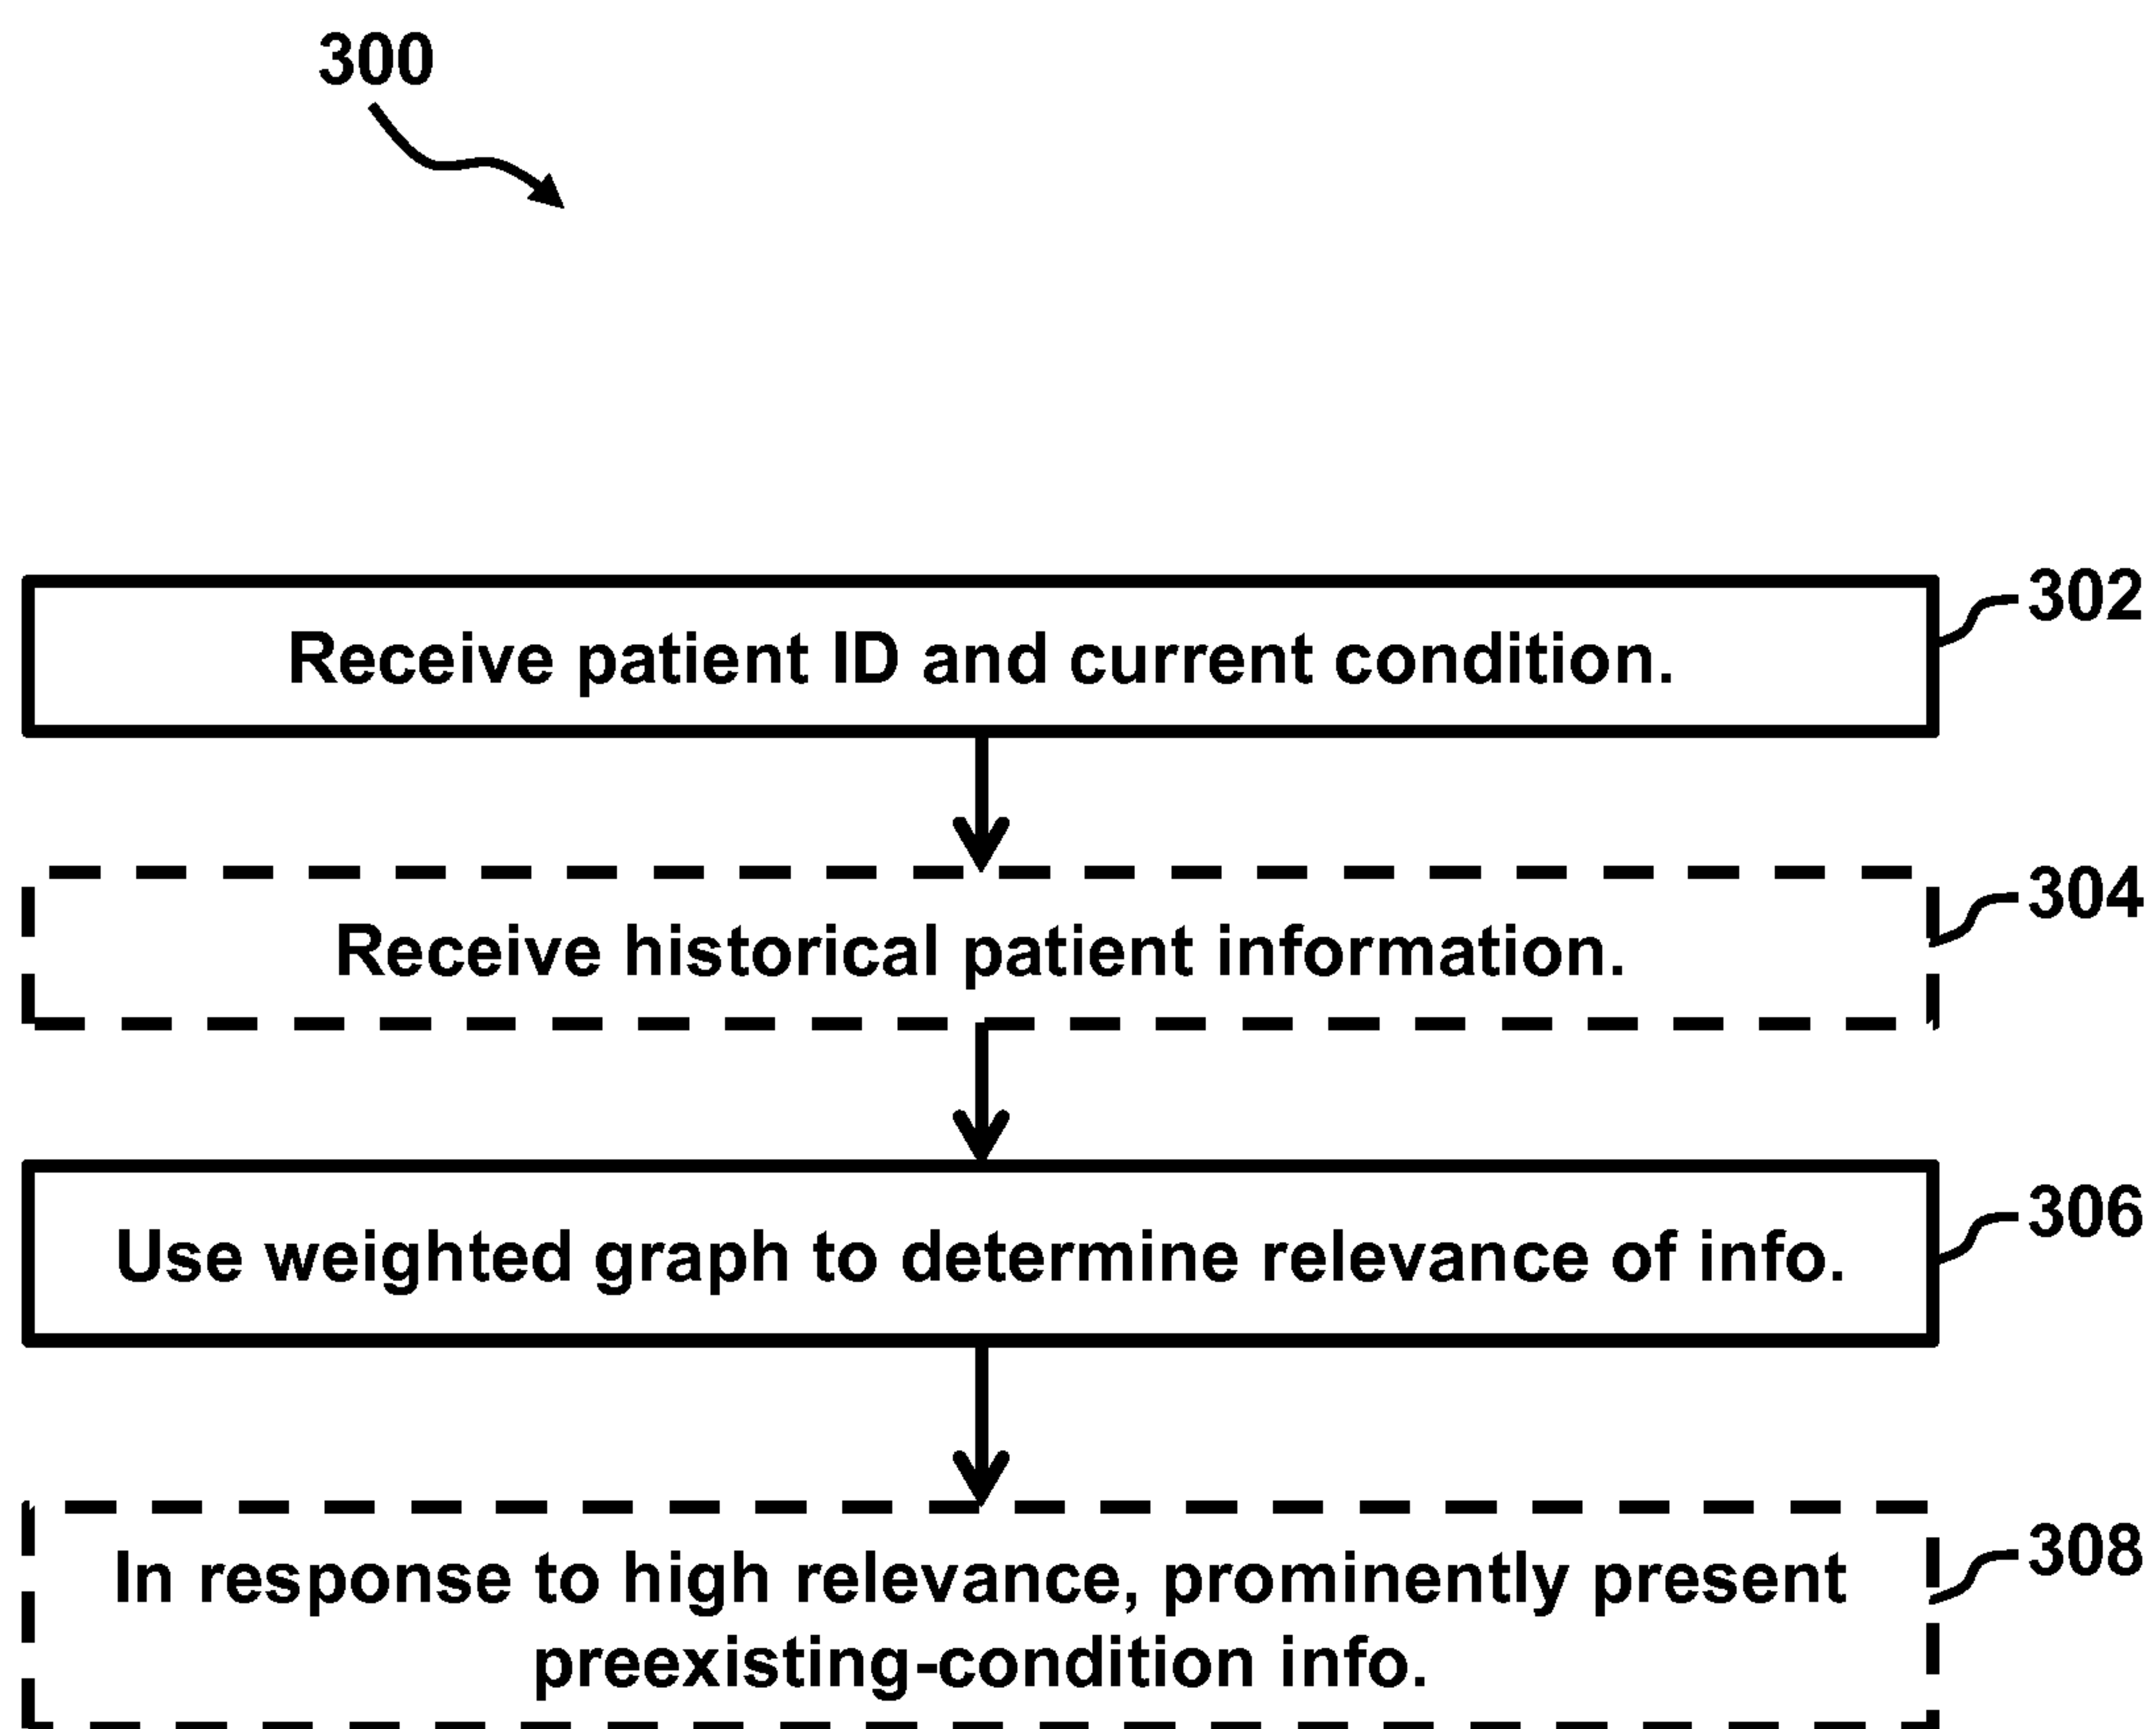 300
Receive patient ID and current condition.
302
Receive historical patient information.
304
Use weighted graph to determine relevance of info.
306
In response to high relevance, prominently present
preexisting-condition info.
308